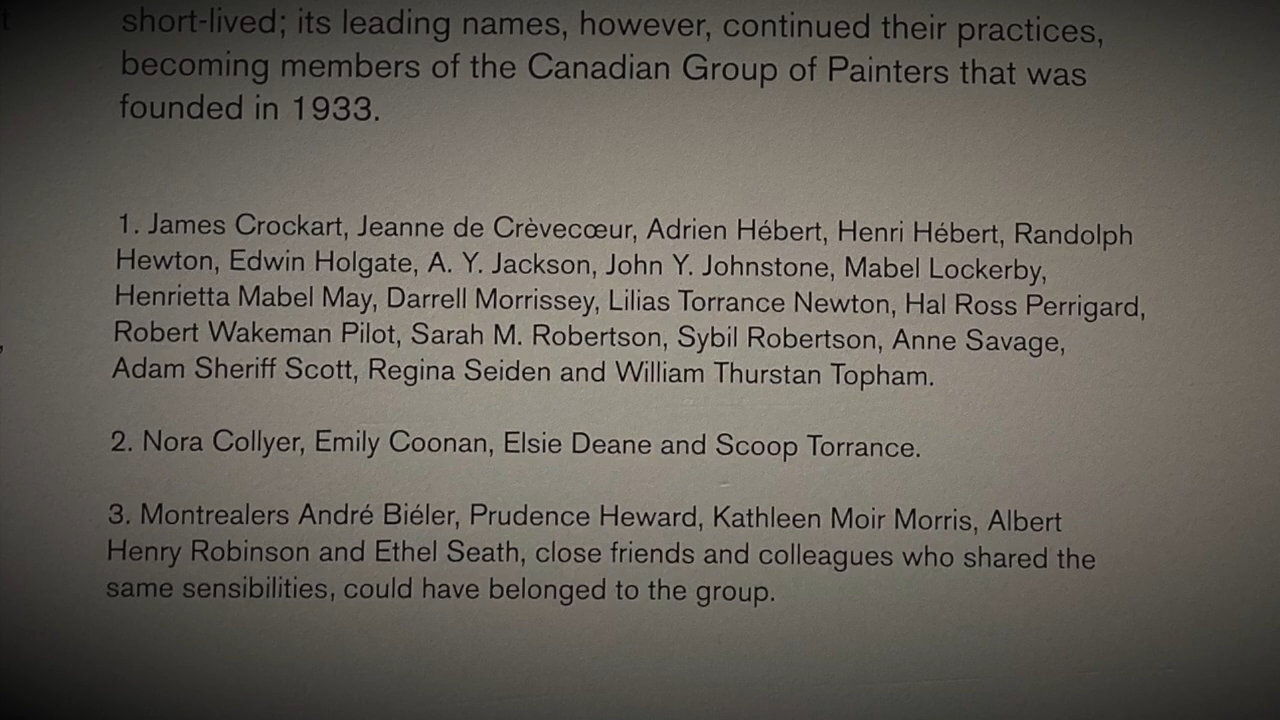 short-lived; its leading names, however, continued their practices,
becoming members of the Canadian Group of Painters that was
founded in 1933.
1. James Crockart, Jeanne de Crèvecœur, Adrien Hébert, Henri Hébert, Randolph
Hewton, Edwin Holgate, A. Y. Jackson, John Y. Johnstone, Mabel Lockerby,
Henrietta Mabel May, Darrell Morrissey, Lilias Torrance Newton, Hal Ross Perrigard,
Robert Wakeman Pilot, Sarah M. Robertson, Sybil Robertson, Anne Savage,
Adam Sheriff Scott, Regina Seiden and William Thurstan Topham.
2. Nora Collyer, Emily Coonan, Elsie Deane and Scoop Torrance.
3. Montrealers André Biéler, Prudence Heward, Kathleen Moir Morris, Albert
Henry Robinson and Ethel Seath, close friends and colleagues who shared the
same sensibilities, could have belonged to the group.